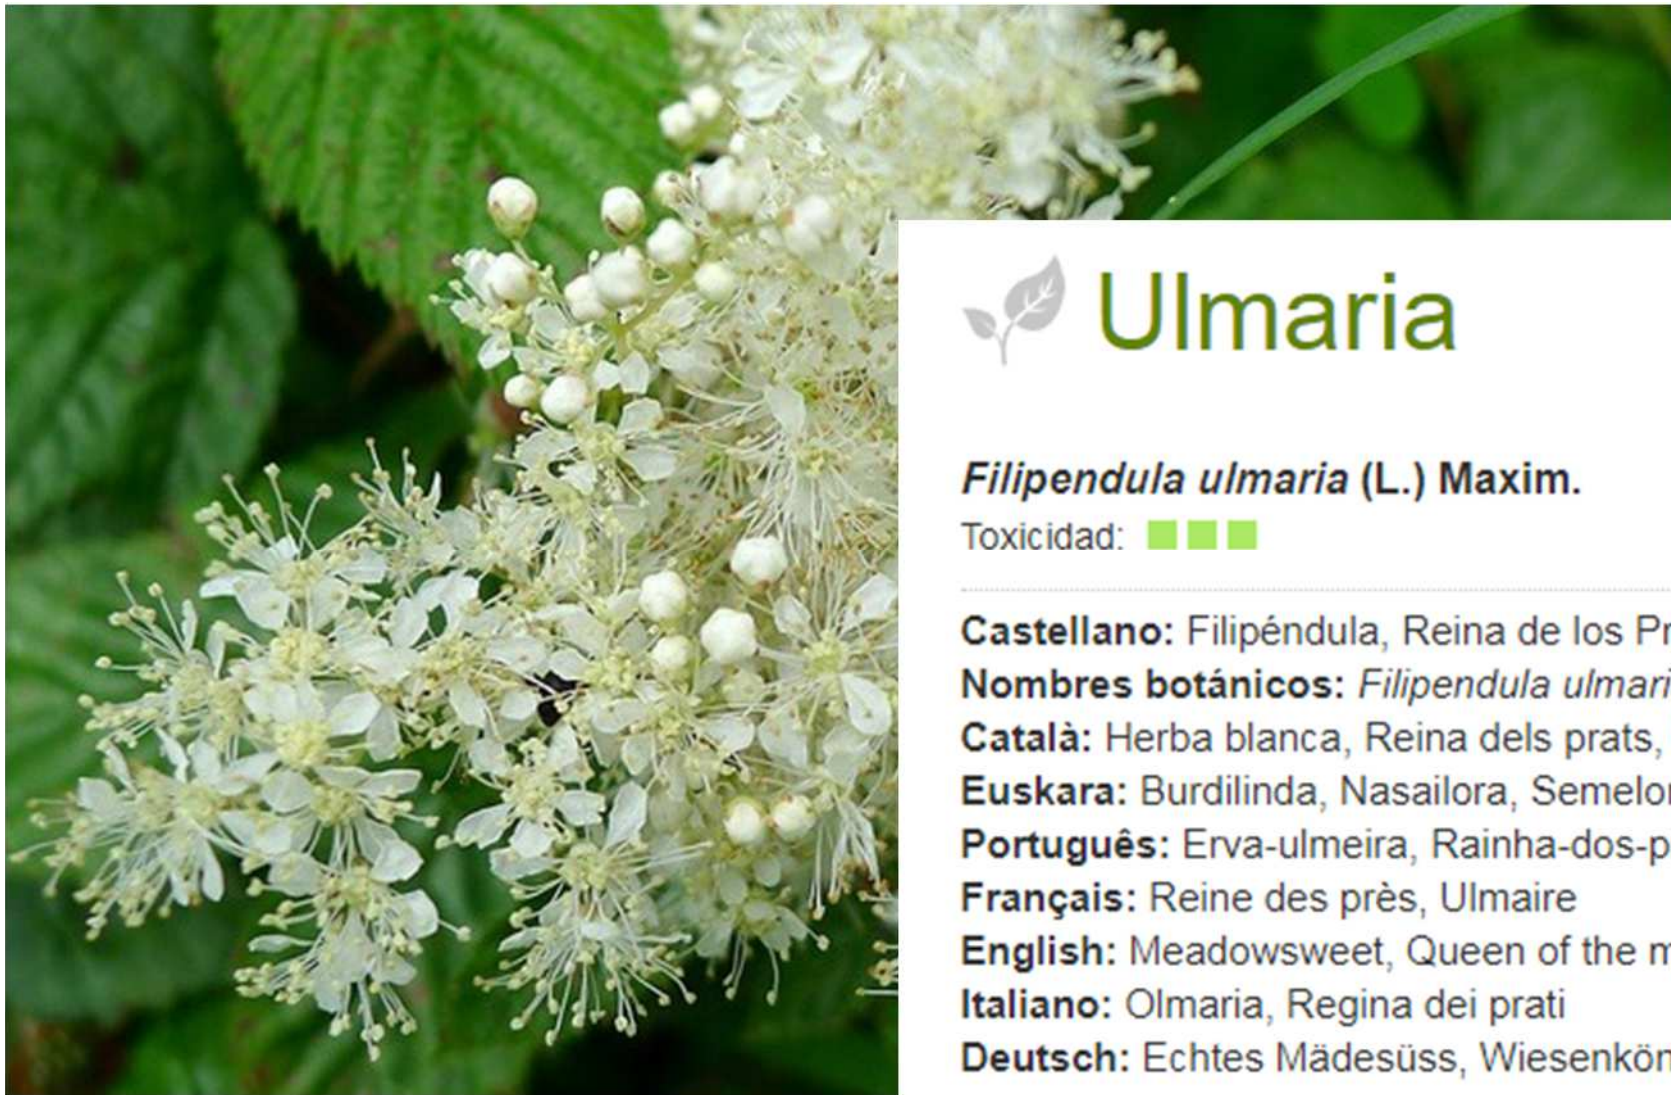 Ulmaria
Filipendula ulmaria (L.) Maxim.
Toxicidad:
Castellano: Filipéndula, Reina de los
Nombres botánicos: Filipendula
Català: Herba blanca, Reina dels prats,
Euskara: Burdilinda, Nasailora,
Português: Erva-ulmeira,
Français: Reine des près, Ulmaire
English: Meadowsweet, Queen of the
Italiano: Olmaria, Regina dei prati
Deutsch: Echtes Mädesüss,